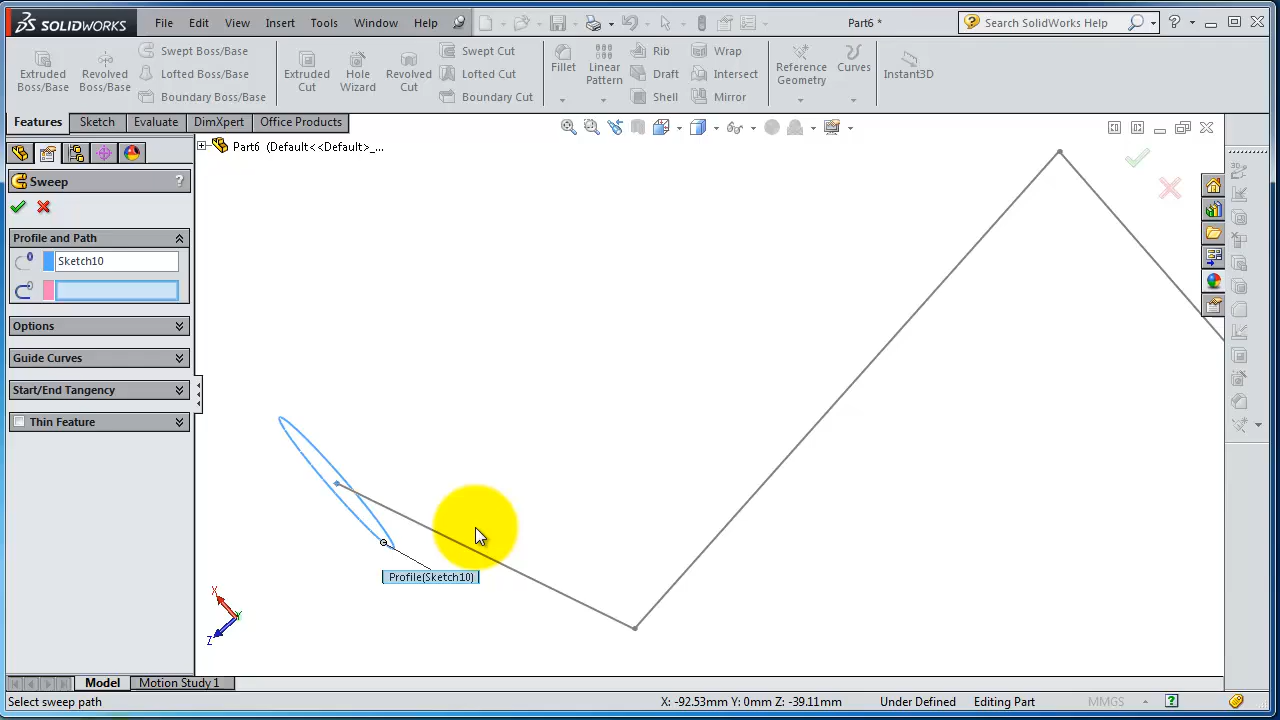 SOLIDWORKS File Edit View Insert Tools Window Help Part6 * Search SolidWorks Help ?
Extruded Boss/Base
Revolved Boss/Base
Swept Boss/Base
Lofted Boss/Base
Boundary Boss/Base
Extruded Cut
Hole Wizard
Revolved Cut
Swept Cut
Lofted Cut
Boundary Cut
Fillet
Linear Pattern
Rib
Draft
Shell
Wrap
Intersect
Mirror
Reference Geometry
Curves
Instant3D
Features Sketch Evaluate DimXpert Office Products
Part6 (Default<<Default>_...
Sweep ?
Profile and Path
Sketch10
Options
Guide Curves
Start/End Tangency
Thin Feature
Profile(Sketch10)
X
Y
Z
Model Motion Study 1
Select sweep path X: -92.53mm Y: 0mm Z: -39.11mm Under Defined Editing Part MMGS ?